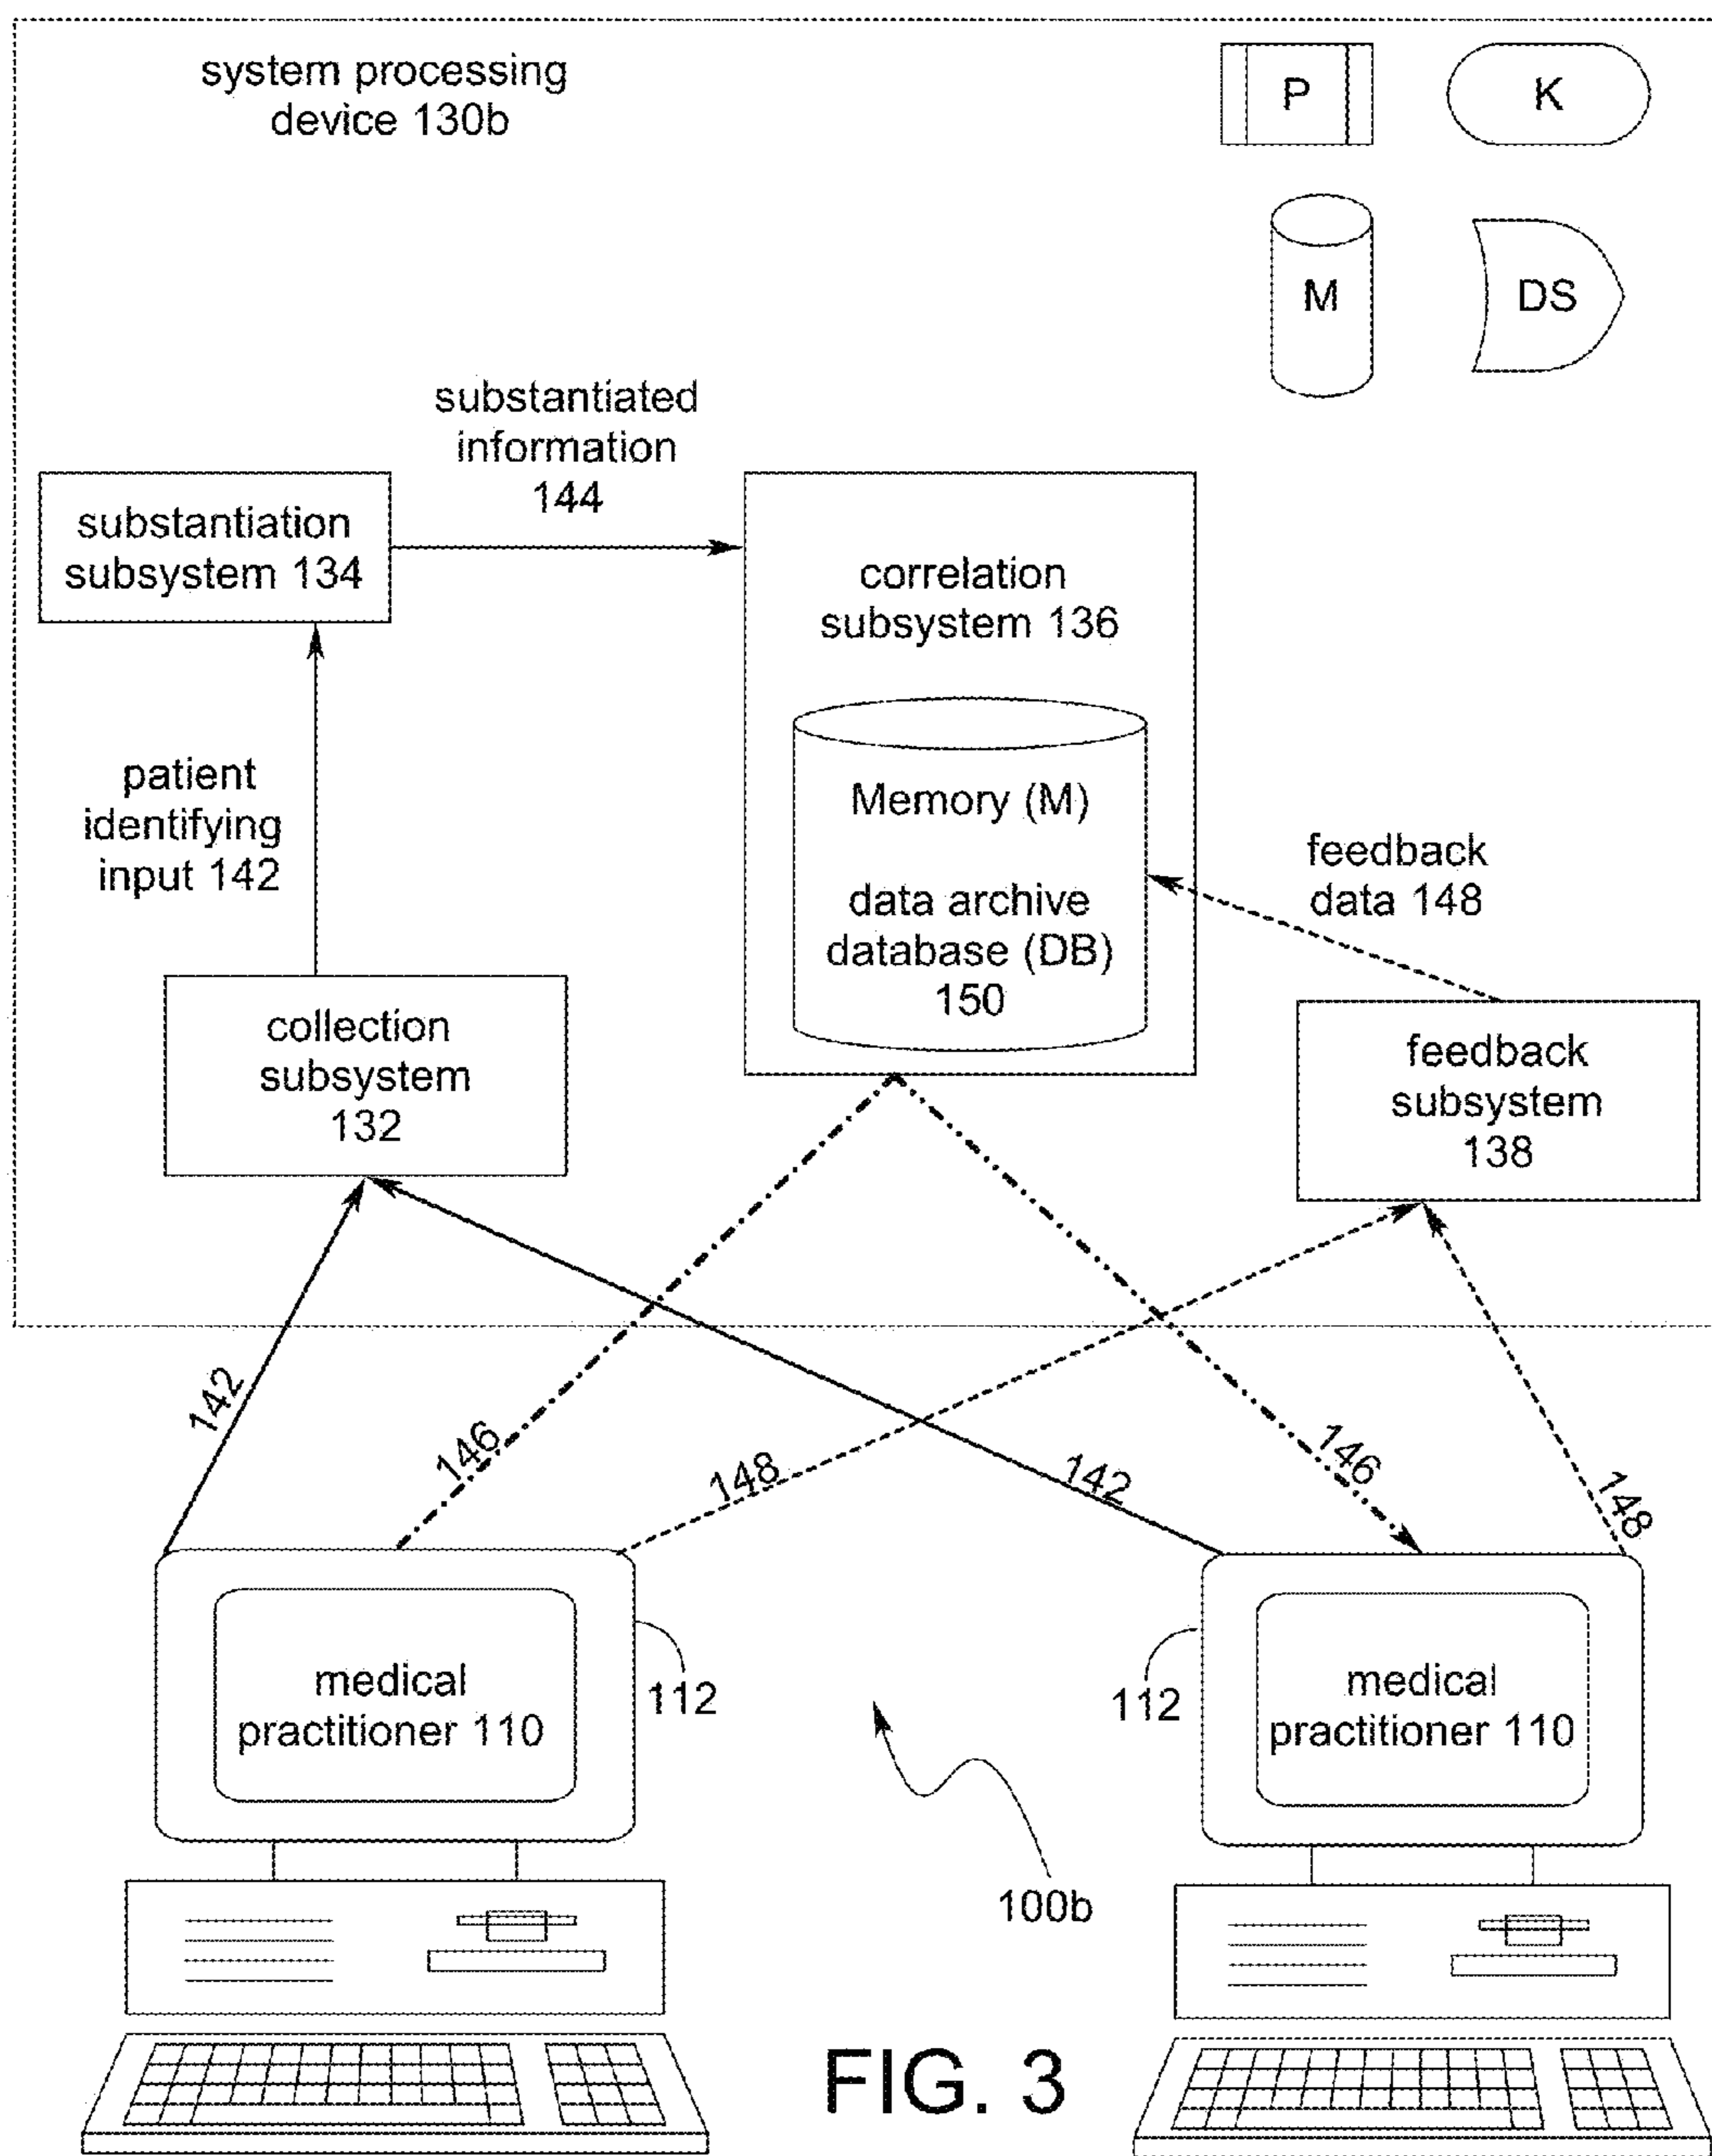 system processing
device 130b
P
K
M
DS
substantiated
information
144
substantiation
subsystem 134
correlation
subsystem 136
patient
identifying
input 142
Memory (M)
data archive
database (DB)
150
feedback
data 148
collection
subsystem
132
feedback
subsystem
138
142
146
148
142
146
148
medical
practitioner 110
112
112
medical
practitioner 110
100b
FIG. 3